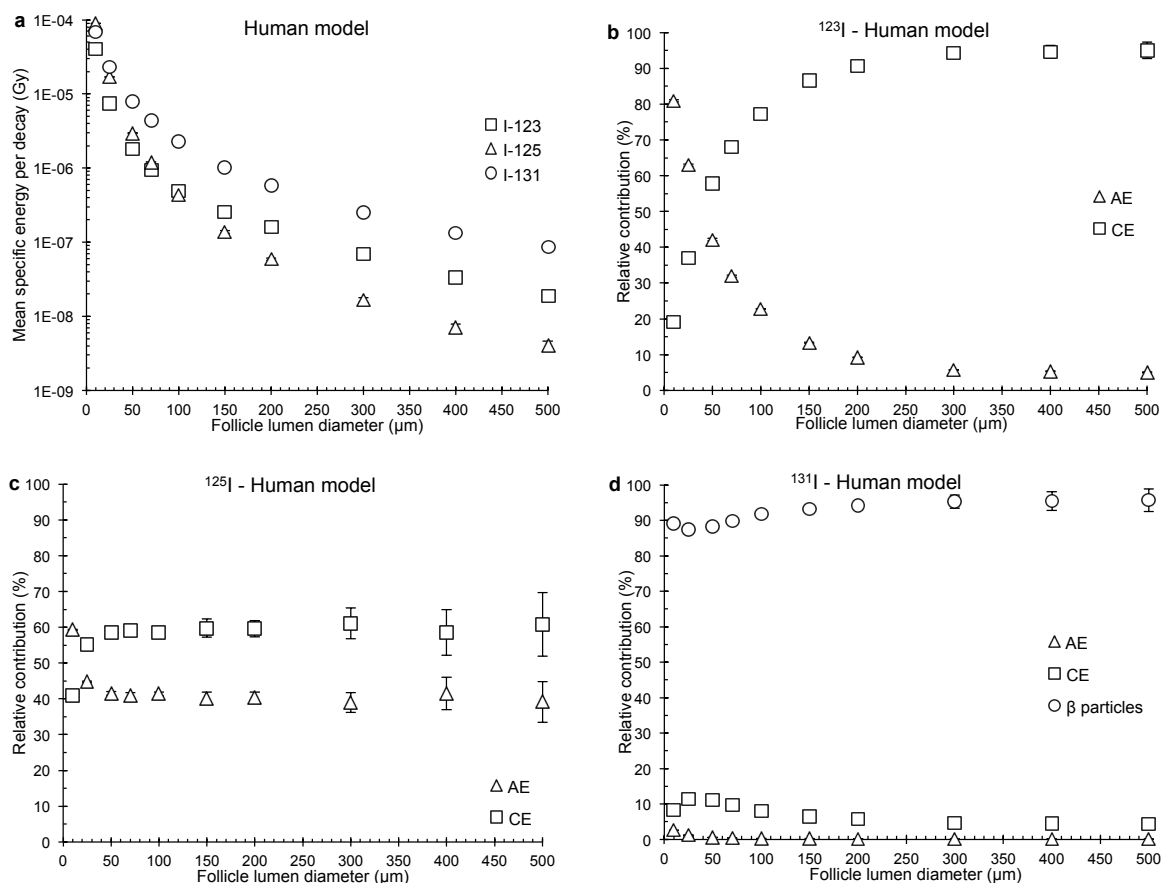 a
Human model
Mean specific energy per decay (Gy)
1E-04
1E-05
1E-06
1E-07
1E-08
1E-09
I-123
I-125
I-131
0 50 100 150 200 250 300 350 400 450 500
Follicle lumen diameter (µm)
b
¹²³I - Human model
Relative contribution (%)
100
90
80
70
60
50
40
30
20
10
0
AE
CE
0 50 100 150 200 250 300 350 400 450 500
Follicle lumen diameter (µm)
c
¹²⁵I - Human model
Relative contribution (%)
100
90
80
70
60
50
40
30
20
10
0
AE
CE
0 50 100 150 200 250 300 350 400 450 500
Follicle lumen diameter (µm)
d
¹³¹I - Human model
Relative contribution (%)
100
90
80
70
60
50
40
30
20
10
0
AE
CE
β particles
0 50 100 150 200 250 300 350 400 450 500
Follicle lumen diameter (µm)